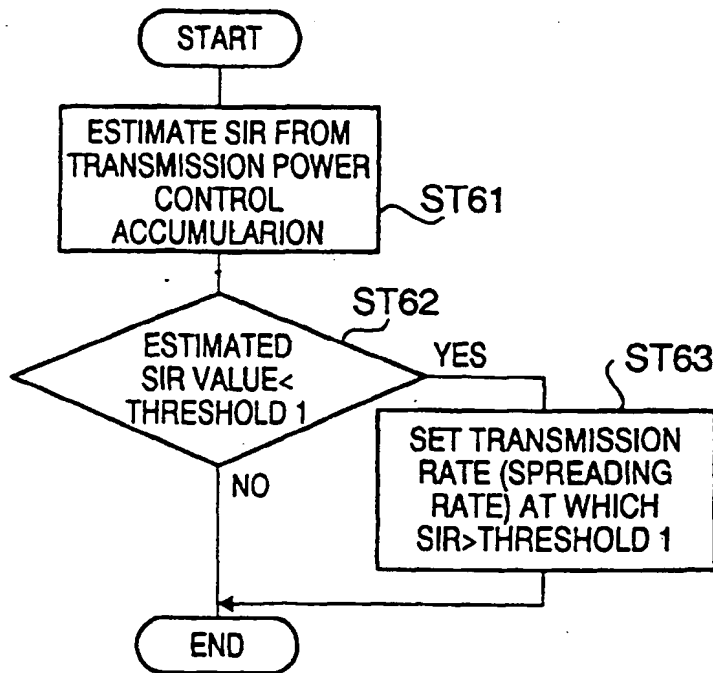 START
ESTIMATE SIR FROM
TRANSMISSION POWER
CONTROL
ACCUMULARION
ST61
ST62
ESTIMATED
SIR VALUE<
THRESHOLD 1
YES
NO
ST63
SET TRANSMISSION
RATE (SPREADING
RATE) AT WHICH
SIR>THRESHOLD 1
END